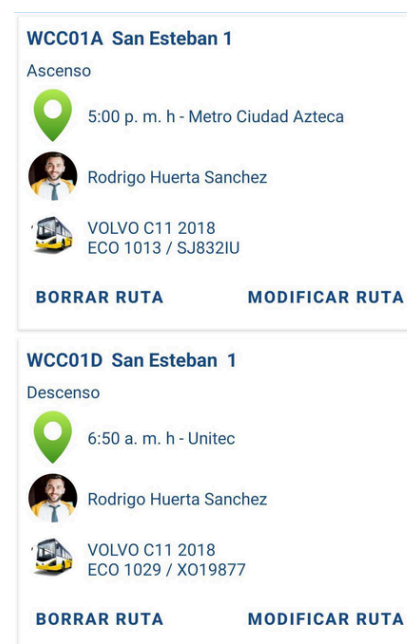 WCC01A San Esteban 1
Ascenso
5:00 p. m. h - Metro Ciudad Azteca
Rodrigo Huerta Sanchez
VOLVO C11 2018
ECO 1013 / SJ832IU
BORRAR RUTA MODIFICAR RUTA
WCC01D San Esteban 1
Descenso
6:50 a. m. h - Unitec
Rodrigo Huerta Sanchez
VOLVO C11 2018
ECO 1029 / XO19877
BORRAR RUTA MODIFICAR RUTA